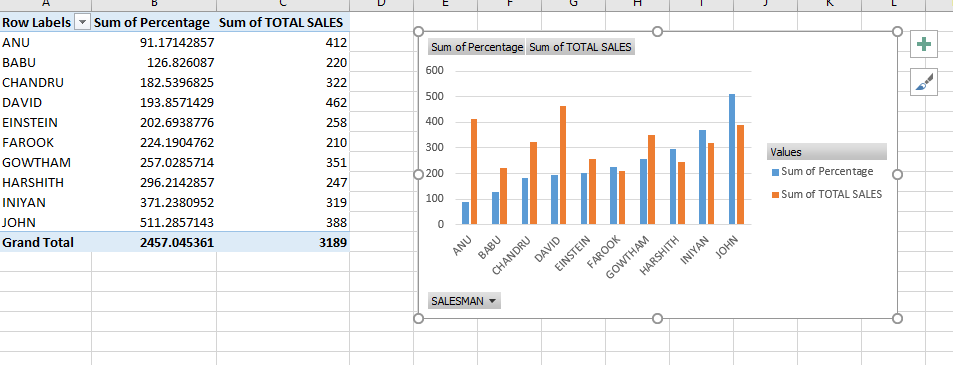 A B C D E F G H I J K L
Row Labels Sum of Percentage Sum of TOTAL SALES
ANU 91.17142857 412
BABU 126.826087 220
CHANDRU 182.5396825 322
DAVID 193.8571429 462
EINSTEIN 202.6938776 258
FAROOK 224.1904762 210
GOWTHAM 257.0285714 351
HARSHITH 296.2142857 247
INIYAN 371.2380952 319
JOHN 511.2857143 388
Grand Total 2457.045361 3189
Sum of Percentage Sum of TOTAL SALES
600
500
400
300
200
100
0
ANU BABU CHANDRU DAVID EINSTEIN FAROOK GOWTHAM HARSHITH INIYAN JOHN
Values
Sum of Percentage
Sum of TOTAL SALES
SALESMAN